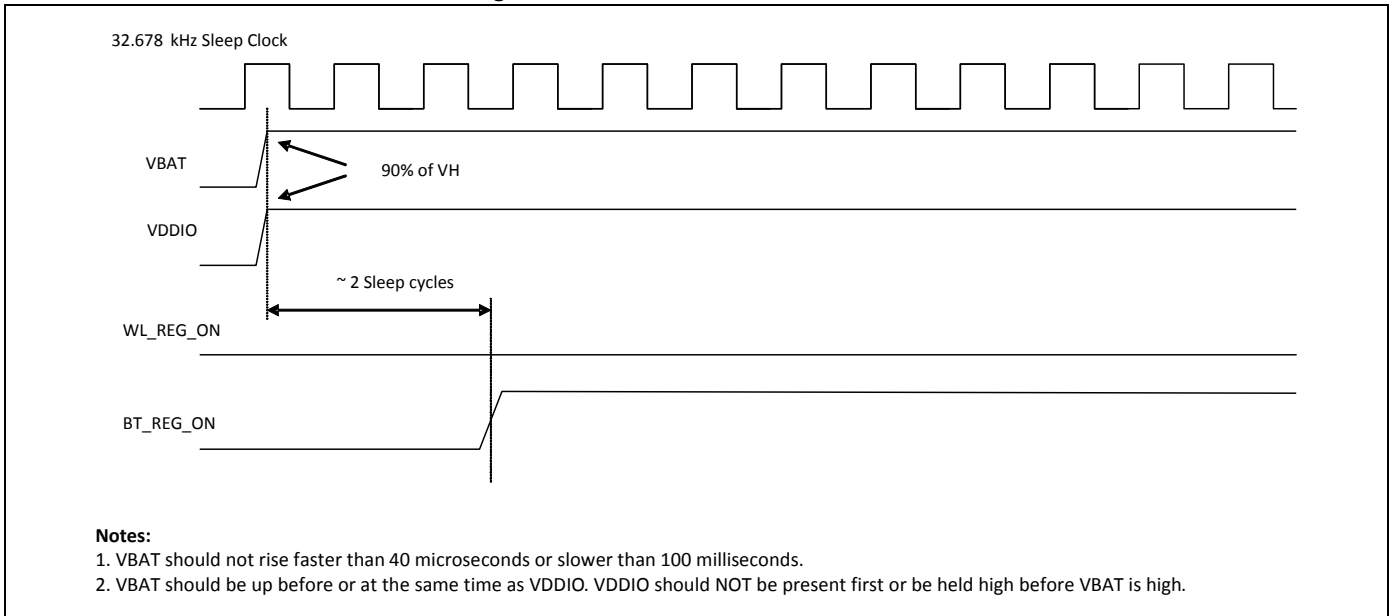 32.678 kHz Sleep Clock
VBAT
90% of VH
VDDIO
~ 2 Sleep cycles
WL_REG_ON
BT_REG_ON
Notes:
1. VBAT should not rise faster than 40 microseconds or slower than 100 milliseconds.
2. VBAT should be up before or at the same time as VDDIO. VDDIO should NOT be present first or be held high before VBAT is high.